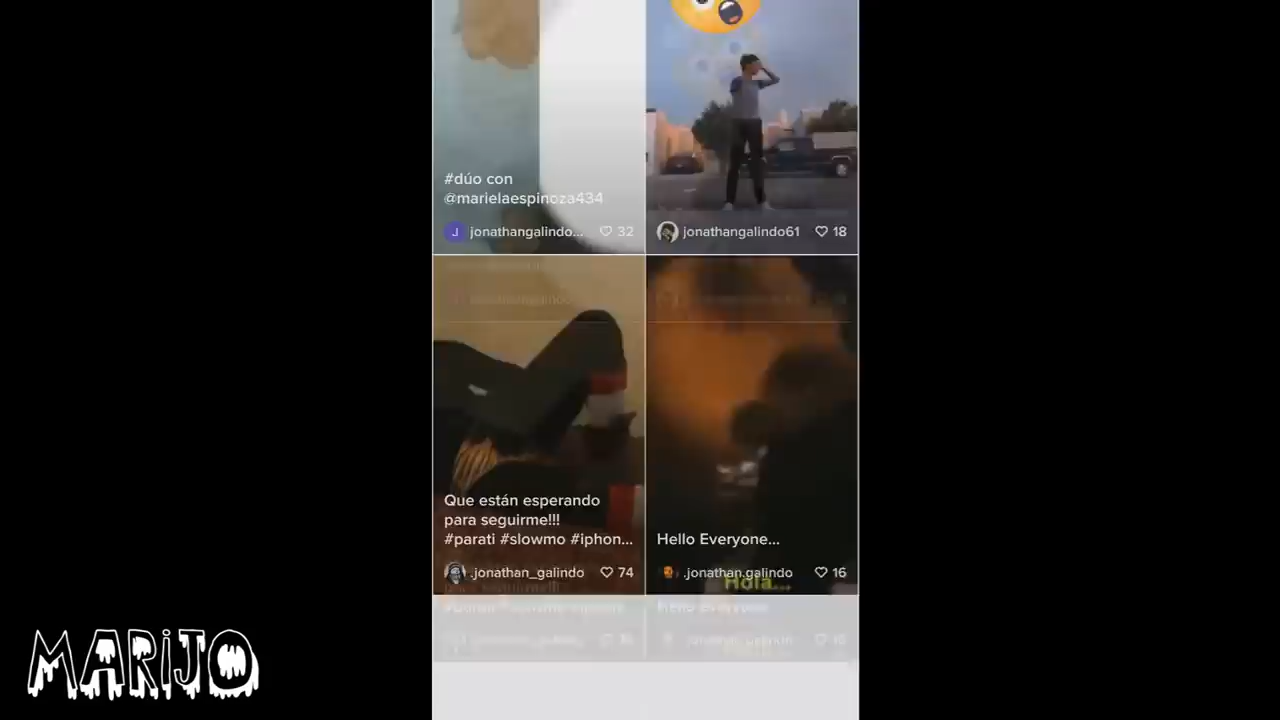 #dúo con
@marielaespinoza434
J jonathangalindo... 32
jonathangalindo61 18
Que están esperando
para seguirme!!!
#parati #slowmo #iphon...
.jonathan_galindo 74
Hello Everyone...
.jonathan.galindo 16
Hola...
MARiJO